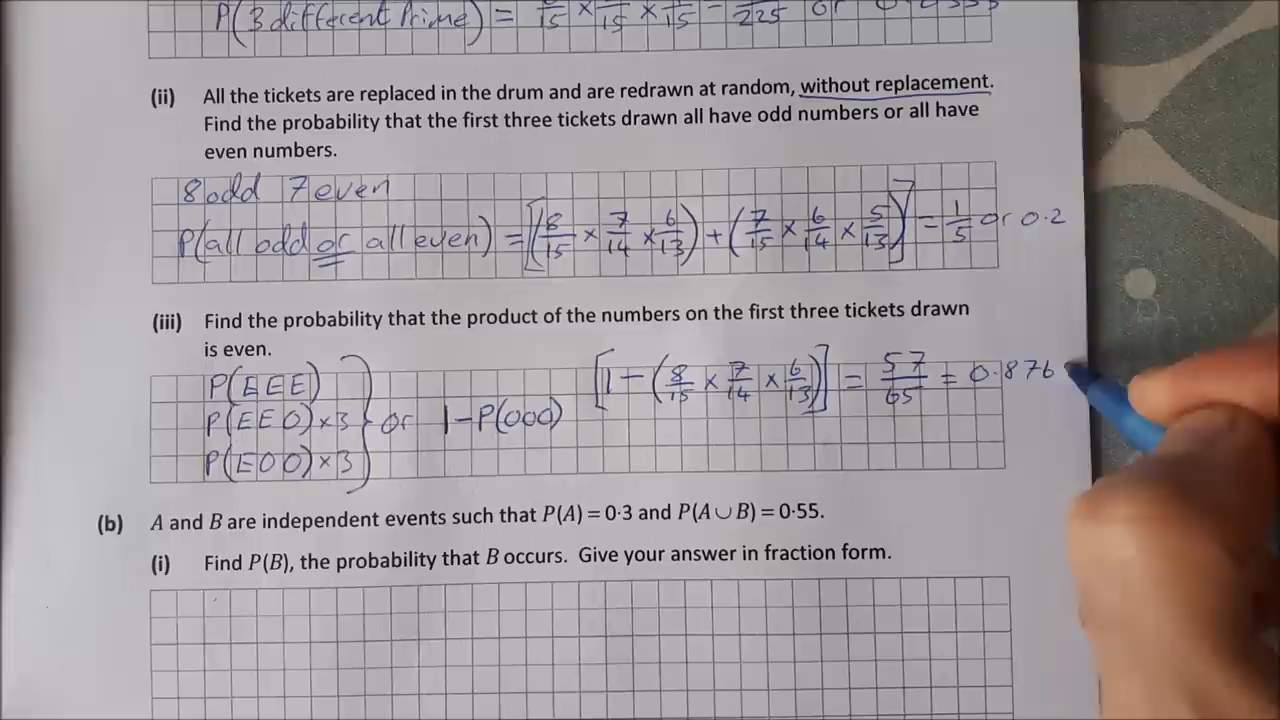 P(3 different Prime) = /15 × /15 × /15 = /225 or
(ii) All the tickets are replaced in the drum and are redrawn at random, without replacement.
Find the probability that the first three tickets drawn all have odd numbers or all have
even numbers.
8 odd 7 even
P(all odd or all even) = [(8/15 × 7/14 × 6/13) + (7/15 × 6/14 × 5/13)] = 1/5 or 0.2
(iii) Find the probability that the product of the numbers on the first three tickets drawn
is even.
P(EEE)
P(EEO)×3
P(EOO)×3
or 1-P(OOO)
[1 - (8/15 × 7/14 × 6/13)] = 57/65 = 0.876
(b) A and B are independent events such that P(A) = 0·3 and P(A ∪ B) = 0·55.
(i) Find P(B), the probability that B occurs. Give your answer in fraction form.